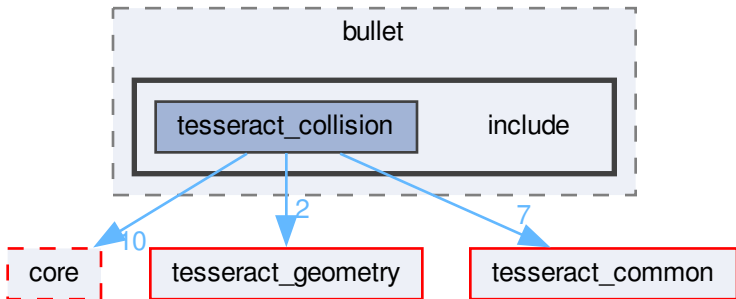 bullet
tesseract_collision
include
10
2
7
core
tesseract_geometry
tesseract_common